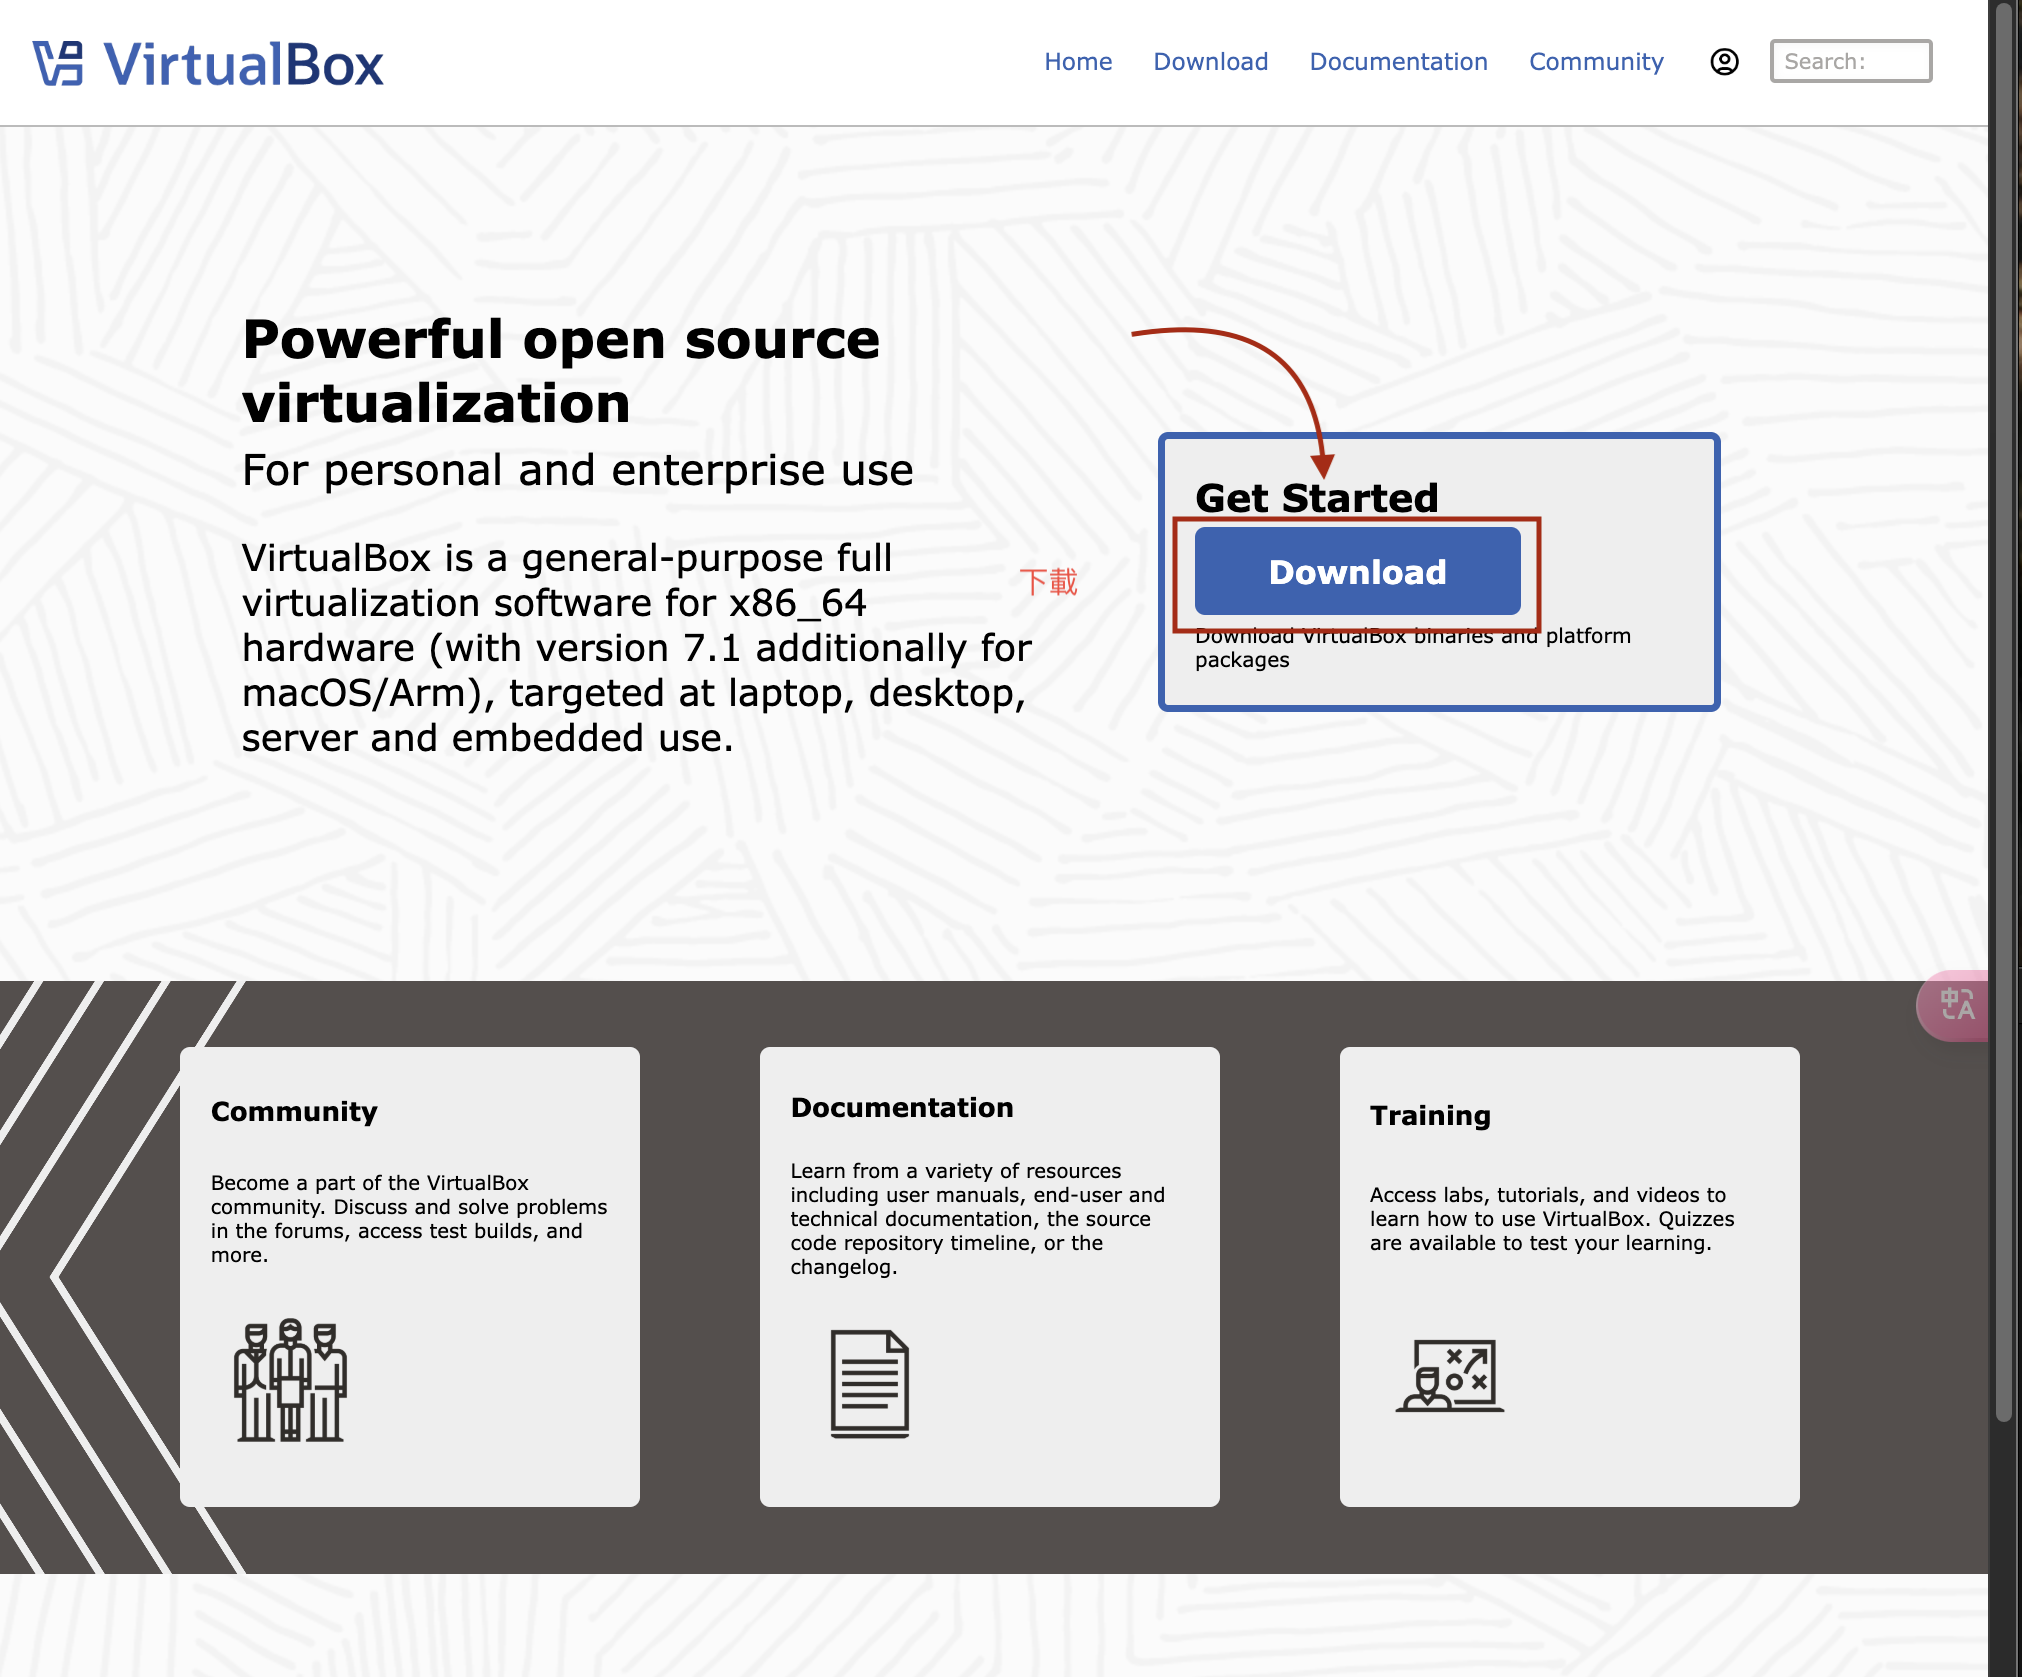 VirtualBox
Home Download Documentation Community Search:
Powerful open source
virtualization
For personal and enterprise use
VirtualBox is a general-purpose full
virtualization software for x86_64
hardware (with version 7.1 additionally for
macOS/Arm), targeted at laptop, desktop,
server and embedded use.
下載
Get Started
Download
Download VirtualBox binaries and platform
packages
Community
Become a part of the VirtualBox
community. Discuss and solve problems
in the forums, access test builds, and
more.
Documentation
Learn from a variety of resources
including user manuals, end-user and
technical documentation, the source
code repository timeline, or the
changelog.
Training
Access labs, tutorials, and videos to
learn how to use VirtualBox. Quizzes
are available to test your learning.
中A